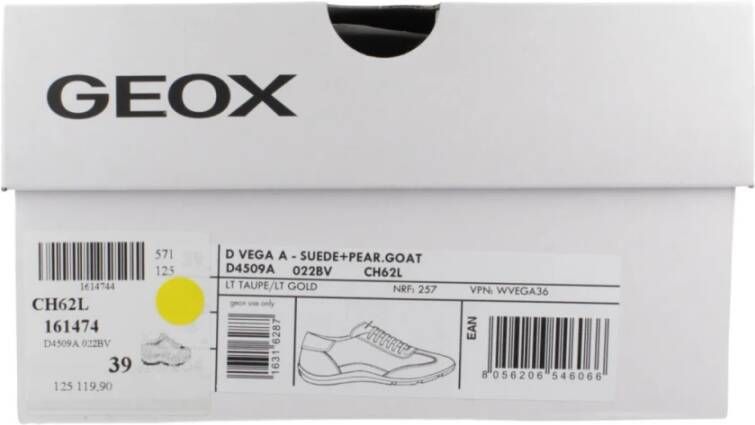 GEOX
571
125
1614744
CH62L
161474
D4509A 022BV
39
125 119,90
D VEGA A - SUEDE+PEAR.GOAT
D4509A 022BV CH62L
LT TAUPE/LT GOLD NRF: 257 VPN: WVEGA36
geox use only
1631 6287
EAN
8 056206 546066